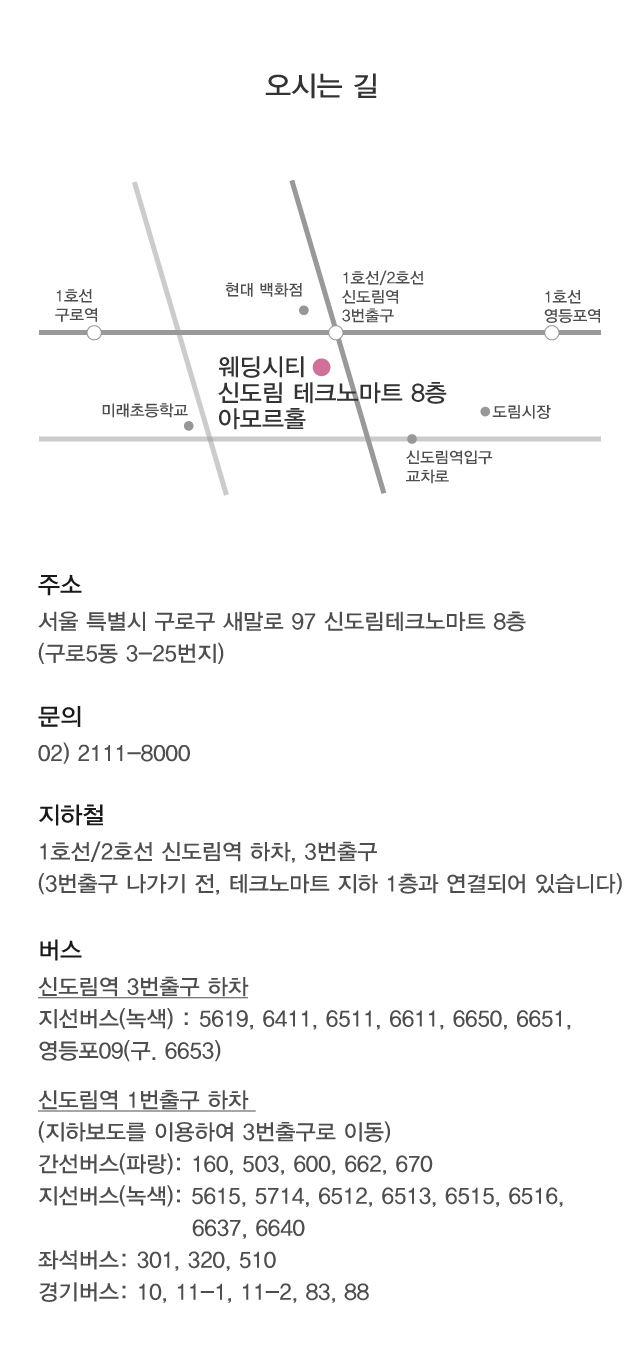 오시는 길
1호선/2호선
신도림역
3번출구
현대 백화점
1호선
구로역
1호선
영등포역
웨딩시티
신도림 테크노마트 8층
아모르홀
미래초등학교
도림시장
신도림역입구
교차로
주소
서울 특별시 구로구 새말로 97 신도림테크노마트 8층
(구로5동 3-25번지)
문의
02) 2111-8000
지하철
1호선/2호선 신도림역 하차, 3번출구
(3번출구 나가기 전, 테크노마트 지하 1층과 연결되어 있습니다)
버스
신도림역 3번출구 하차
지선버스(녹색) : 5619, 6411, 6511, 6611, 6650, 6651,
영등포09(구. 6653)
신도림역 1번출구 하차
(지하보도를 이용하여 3번출구로 이동)
간선버스(파랑): 160, 503, 600, 662, 670
지선버스(녹색): 5615, 5714, 6512, 6513, 6515, 6516,
6637, 6640
좌석버스: 301, 320, 510
경기버스: 10, 11-1, 11-2, 83, 88